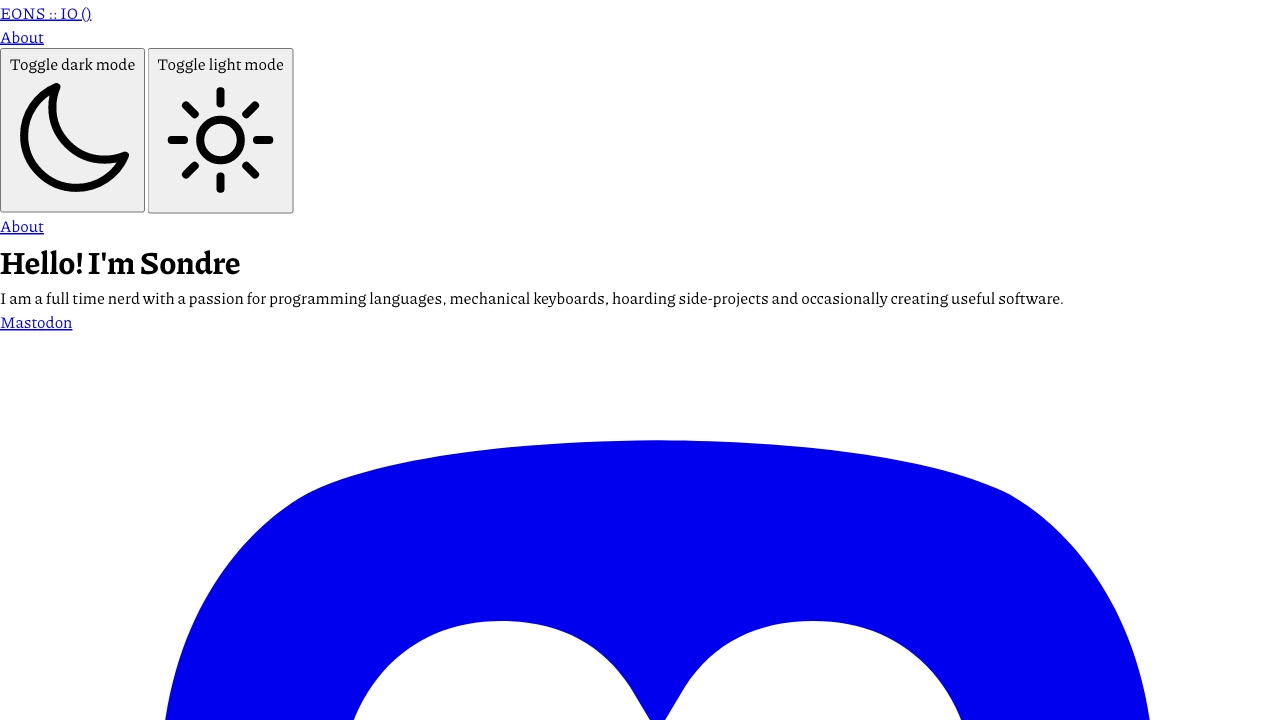 EONS :: IO ()
About
Toggle dark mode Toggle light mode
About
Hello! I'm Sondre
I am a full time nerd with a passion for programming languages, mechanical keyboards, hoarding side-projects and occasionally creating useful software.
Mastodon